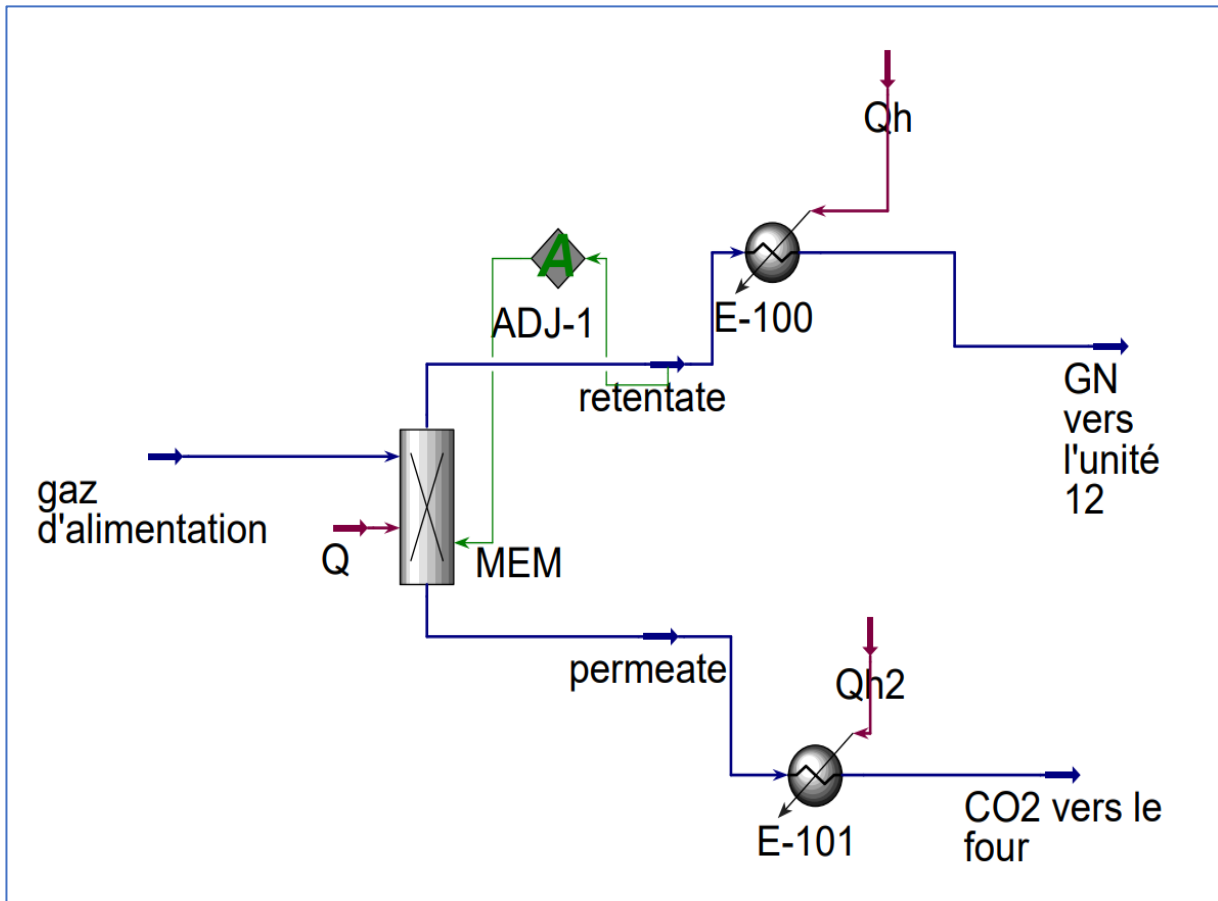 Qh
A
ADJ-1
E-100
retentate
GN
vers
l'unité
12
gaz
d'alimentation
Q
MEM
permeate
Qh2
E-101
CO2 vers le
four